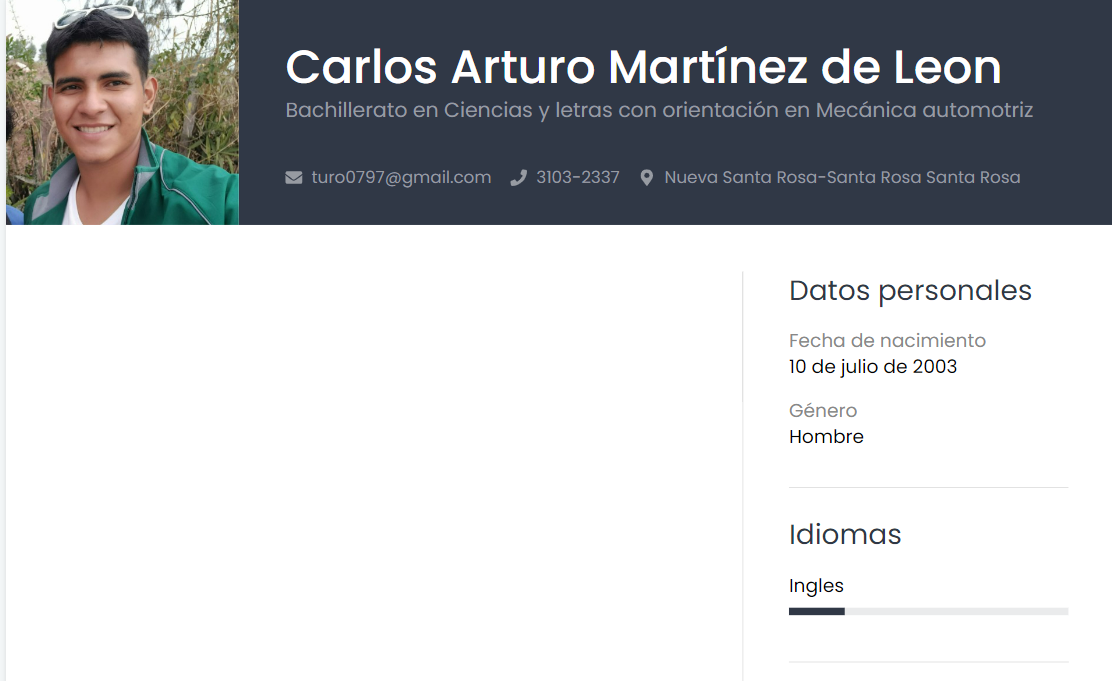 Carlos Arturo Martínez de Leon
Bachillerato en Ciencias y letras con orientación en Mecánica automotriz
turo0797@gmail.com 3103-2337 Nueva Santa Rosa-Santa Rosa Santa Rosa
Datos personales
Fecha de nacimiento
10 de julio de 2003
Género
Hombre
Idiomas
Ingles